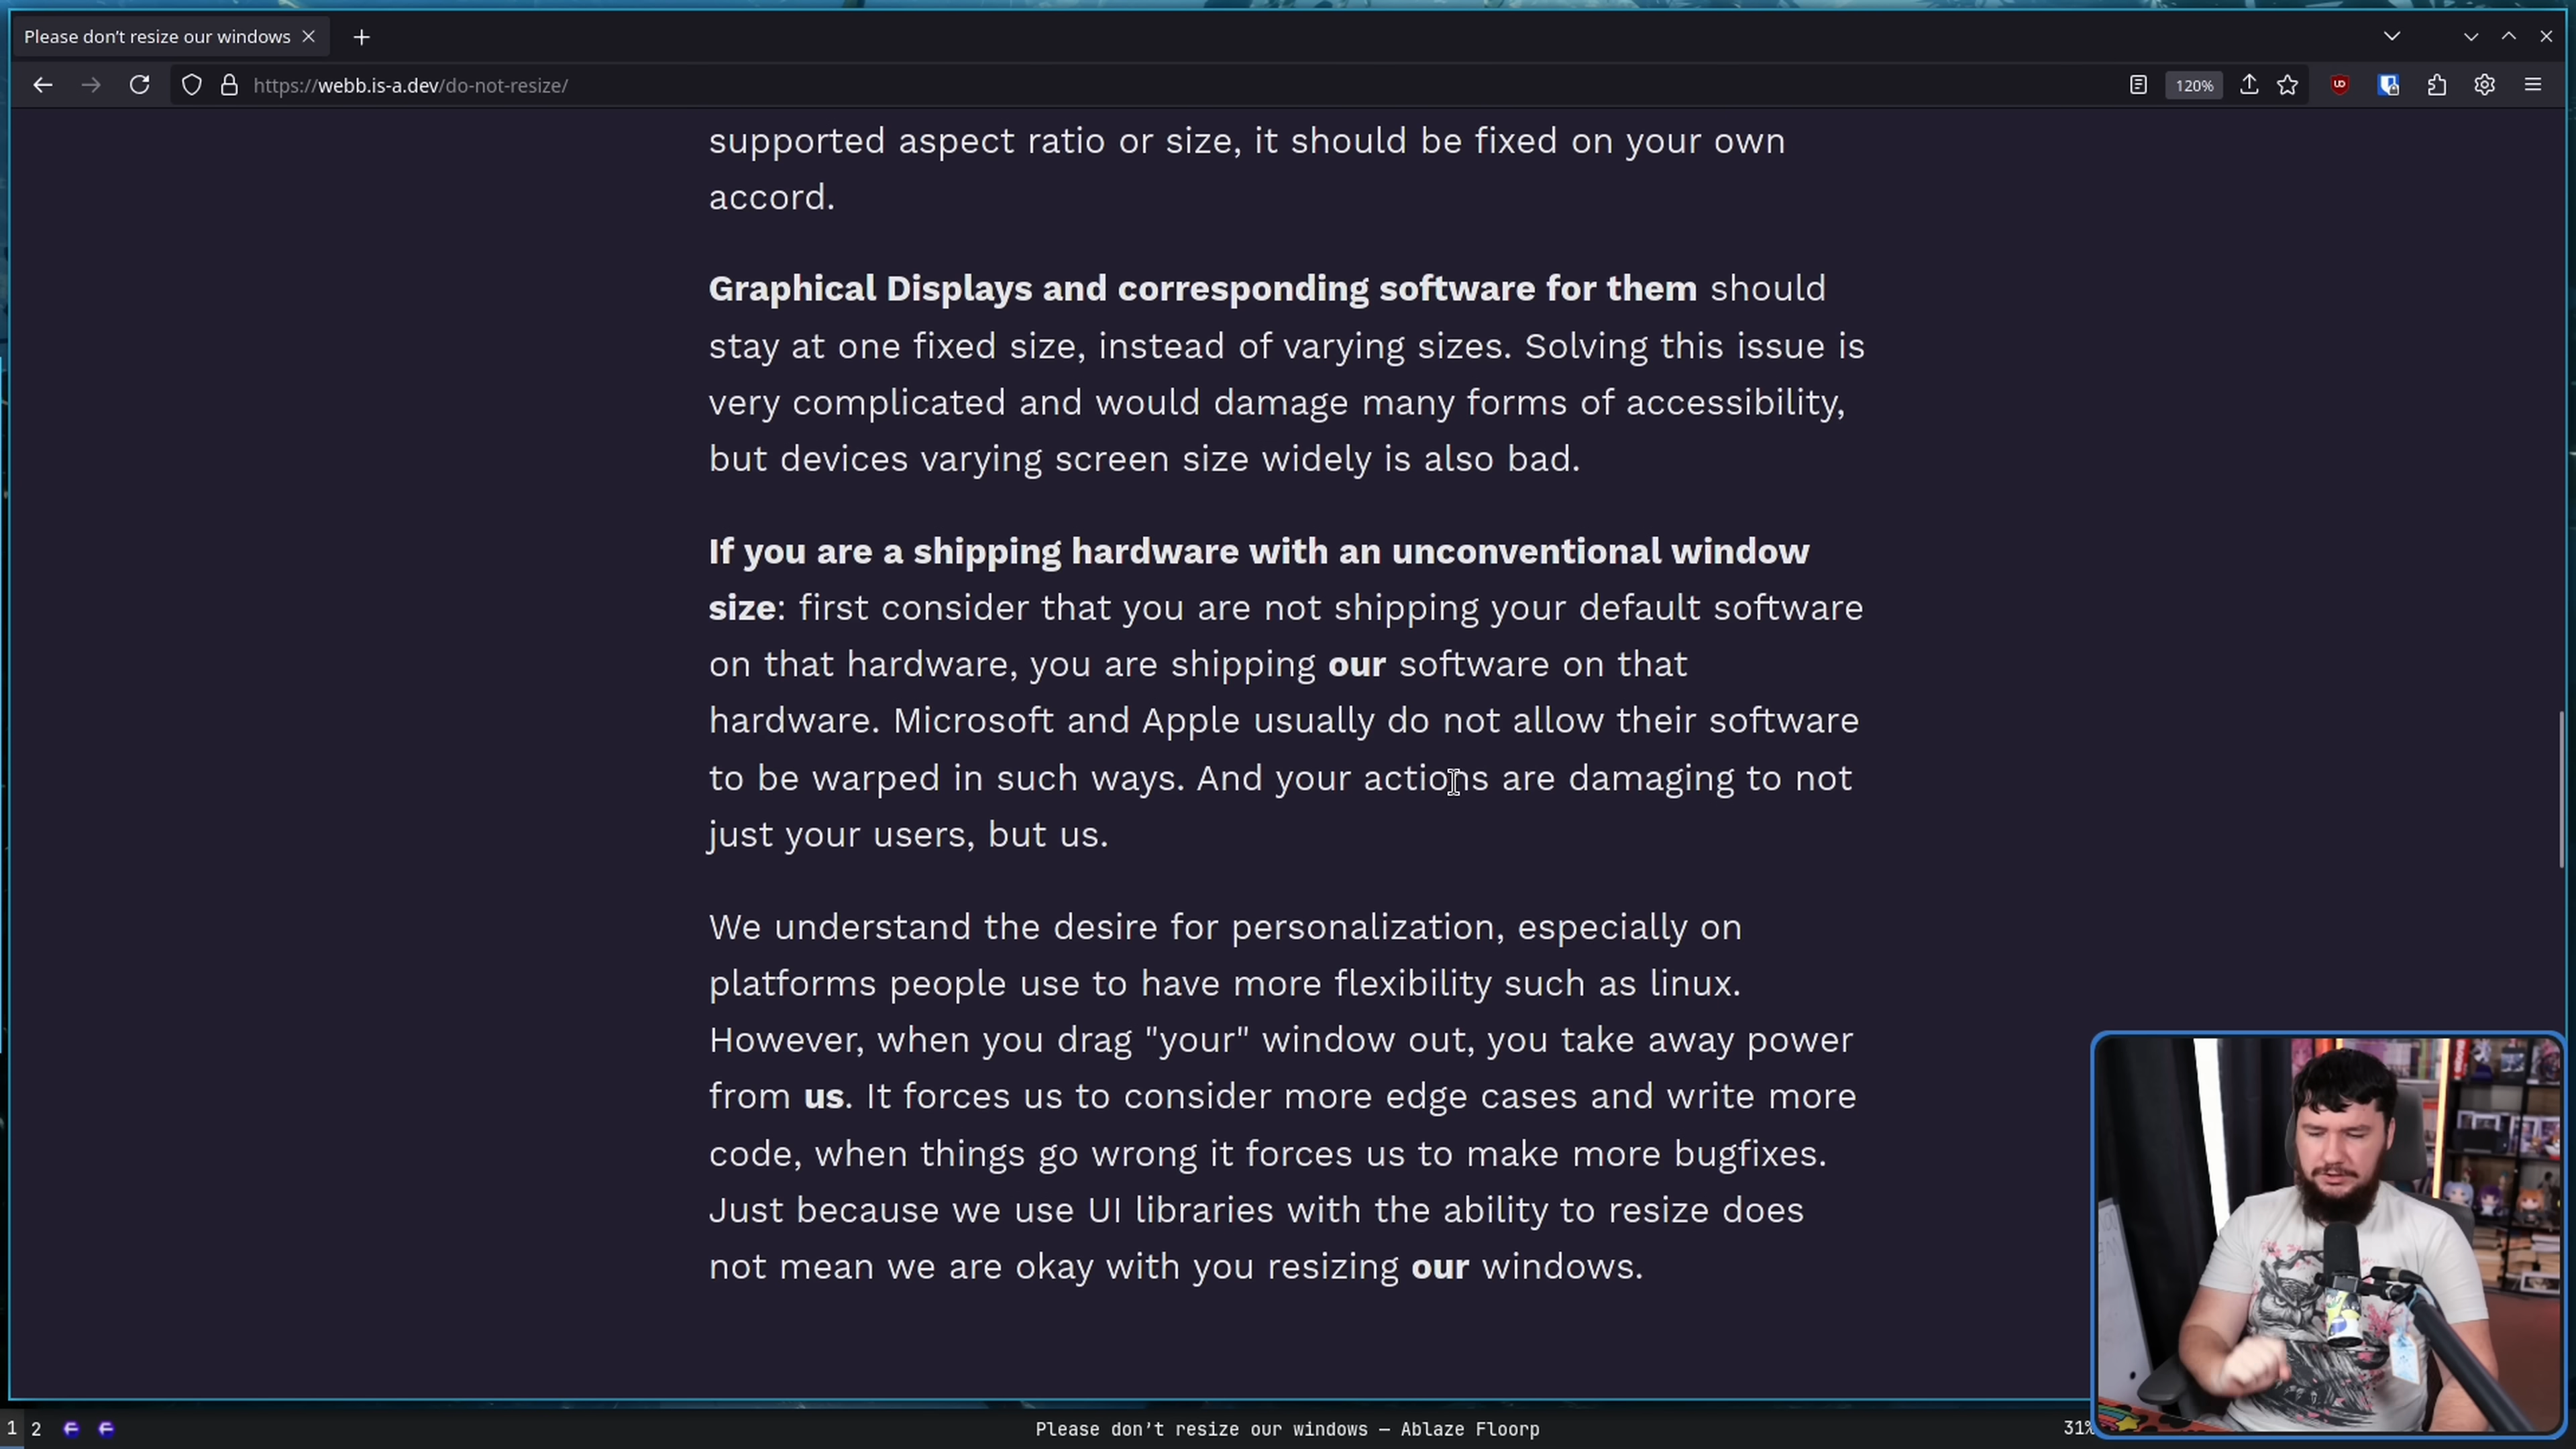 Please don't resize our windows
https://webb.is-a.dev/do-not-resize/
120%
supported aspect ratio or size, it should be fixed on your own
accord.
Graphical Displays and corresponding software for them should
stay at one fixed size, instead of varying sizes. Solving this issue is
very complicated and would damage many forms of accessibility,
but devices varying screen size widely is also bad.
If you are a shipping hardware with an unconventional window
size: first consider that you are not shipping your default software
on that hardware, you are shipping our software on that
hardware. Microsoft and Apple usually do not allow their software
to be warped in such ways. And your actions are damaging to not
just your users, but us.
We understand the desire for personalization, especially on
platforms people use to have more flexibility such as linux.
However, when you drag "your" window out, you take away power
from us. It forces us to consider more edge cases and write more
code, when things go wrong it forces us to make more bugfixes.
Just because we use UI libraries with the ability to resize does
not mean we are okay with you resizing our windows.
1 2
Please don't resize our windows — Ablaze Floorp
31%